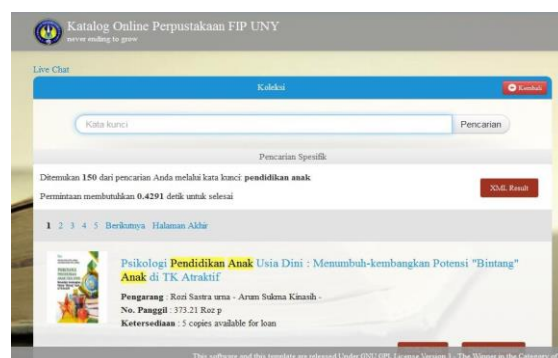 Katalog Online Perpustakaan FIP UNY
never ending to grow
Live Chat
Koleksi
Kembali
Kata kunci
Pencarian
Pencarian Spesifik
Ditemukan 150 dari pencarian Anda melalui kata kunci: pendidikan anak
XML Result
Permintaan membutuhkan 0.4291 detik untuk selesai
1 2 3 4 5 Berikutnya Halaman Akhir
Psikologi Pendidikan Anak Usia Dini : Menumbuh-kembangkan Potensi "Bintang"
Anak di TK Atraktif
Pengarang : Rozi Sastra urna - Arum Sukma Kinasih -
No. Panggil : 373.21 Roz p
Ketersediaan : 5 copies available for loan
This software and this template are released Under GNU GPL License Version 3 - The Winner in the Category of